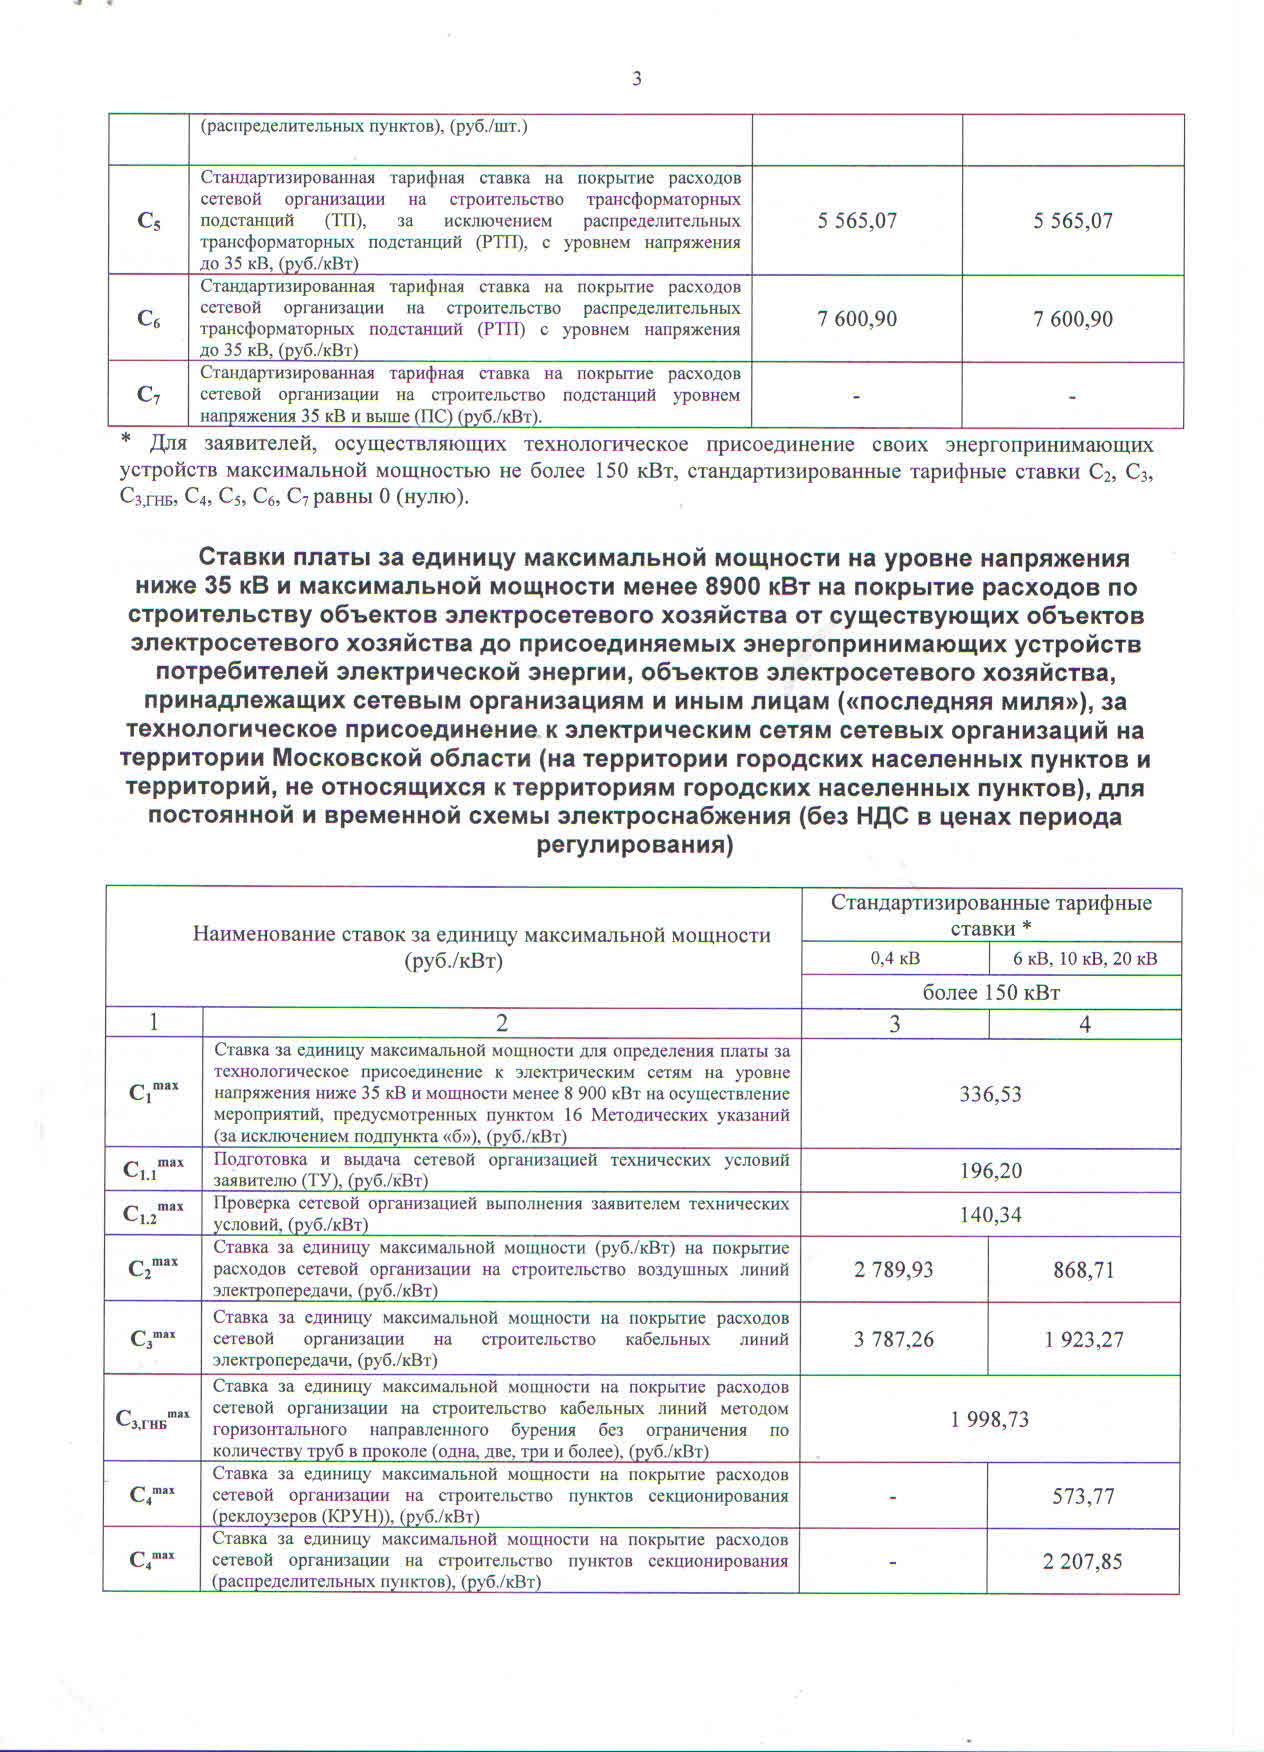 3
(распределительных пунктов), (руб./шт.)
Стандартизированная тарифная ставка на покрытие расходов
сетевой организации на строительство трансформаторных
подстанций (ТП), за исключением распределительных
трансформаторных подстанций (РТП), с уровнем напряжения
до 35 кВ, (руб./кВт)
С5
5 565,07
5 565,07
Стандартизированная тарифная ставка на покрытие расходов
сетевой организации на строительство распределительных
трансформаторных подстанций (РТП) с уровнем напряжения
до 35 кВ, (руб./кВт)
С6
7 600,90
7 600,90
Стандартизированная тарифная ставка на покрытие расходов
сетевой организации на строительство подстанций уровнем
напряжения 35 кВ и выше (ПС) (руб./кВт).
С7
-
-
* Для заявителей, осуществляющих технологическое присоединение своих энергопринимающих
устройств максимальной мощностью не более 150 кВт, стандартизированные тарифные ставки С2, С3,
С3,ГНБ, С4, С5, С6, С7 равны 0 (нулю).
Ставки платы за единицу максимальной мощности на уровне напряжения
ниже 35 кВ и максимальной мощности менее 8900 кВт на покрытие расходов по
строительству объектов электросетевого хозяйства от существующих объектов
электросетевого хозяйства до присоединяемых энергопринимающих устройств
потребителей электрической энергии, объектов электросетевого хозяйства,
принадлежащих сетевым организациям и иным лицам («последняя миля»), за
технологическое присоединение к электрическим сетям сетевых организаций на
территории Московской области (на территории городских населенных пунктов и
территорий, не относящихся к территориям городских населенных пунктов), для
постоянной и временной схемы электроснабжения (без НДС в ценах периода
регулирования)
Наименование ставок за единицу максимальной мощности
(руб./кВт)
Стандартизированные тарифные
ставки *
0,4 кВ
6 кВ, 10 кВ, 20 кВ
более 150 кВт
1
2
3
4
С1max
Ставка за единицу максимальной мощности для определения платы за
технологическое присоединение к электрическим сетям на уровне
напряжения ниже 35 кВ и мощности менее 8 900 кВт на осуществление
мероприятий, предусмотренных пунктом 16 Методических указаний
(за исключением подпункта «б»), (руб./кВт)
336,53
С1.1max
Подготовка и выдача сетевой организацией технических условий
заявителю (ТУ), (руб./кВт)
196,20
С1.2max
Проверка сетевой организацией выполнения заявителем технических
условий, (руб./кВт)
140,34
С2max
Ставка за единицу максимальной мощности (руб./кВт) на покрытие
расходов сетевой организации на строительство воздушных линий
электропередачи, (руб./кВт)
2 789,93
868,71
С3max
Ставка за единицу максимальной мощности на покрытие расходов
сетевой организации на строительство кабельных линий
электропередачи, (руб./кВт)
3 787,26
1 923,27
С3,ГНБmax
Ставка за единицу максимальной мощности на покрытие расходов
сетевой организации на строительство кабельных линий методом
горизонтального направленного бурения без ограничения по
количеству труб в проколе (одна, две, три и более), (руб./кВт)
1 998,73
С4max
Ставка за единицу максимальной мощности на покрытие расходов
сетевой организации на строительство пунктов секционирования
(реклоузеров (КРУН)), (руб./кВт)
-
573,77
С4max
Ставка за единицу максимальной мощности на покрытие расходов
сетевой организации на строительство пунктов секционирования
(распределительных пунктов), (руб./кВт)
-
2 207,85